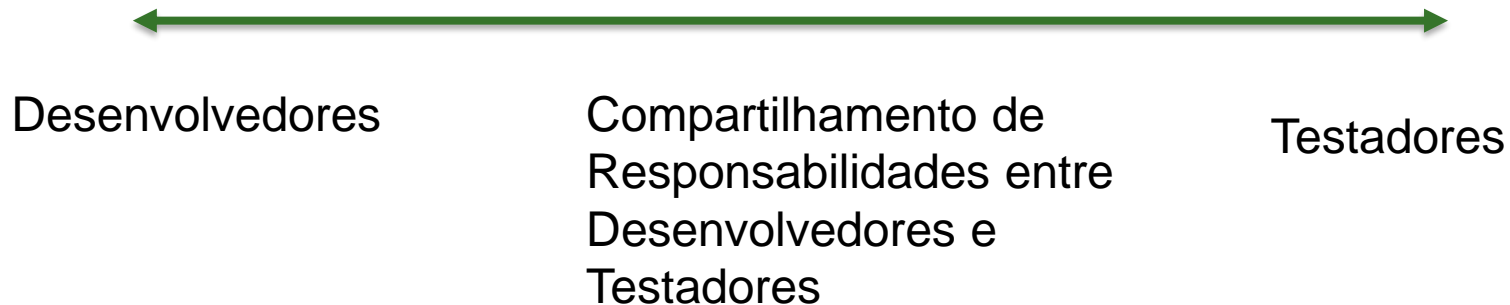 Desenvolvedores
Compartilhamento de
Responsabilidades entre
Desenvolvedores e
Testadores
Testadores